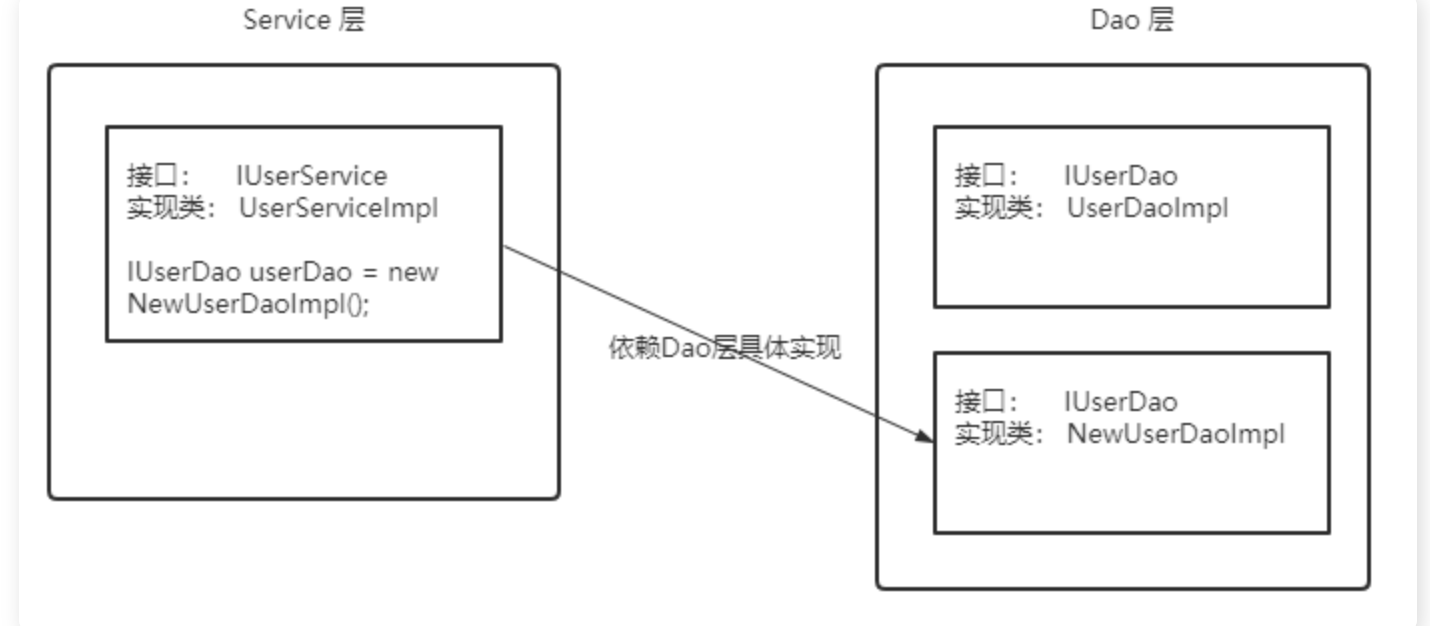 Service 层
Dao 层
接口： IUserService
实现类： UserServiceImpl
IUserDao userDao = new
NewUserDaoImpl();
依赖Dao层具体实现
接口： IUserDao
实现类： UserDaoImpl
接口： IUserDao
实现类： NewUserDaoImpl